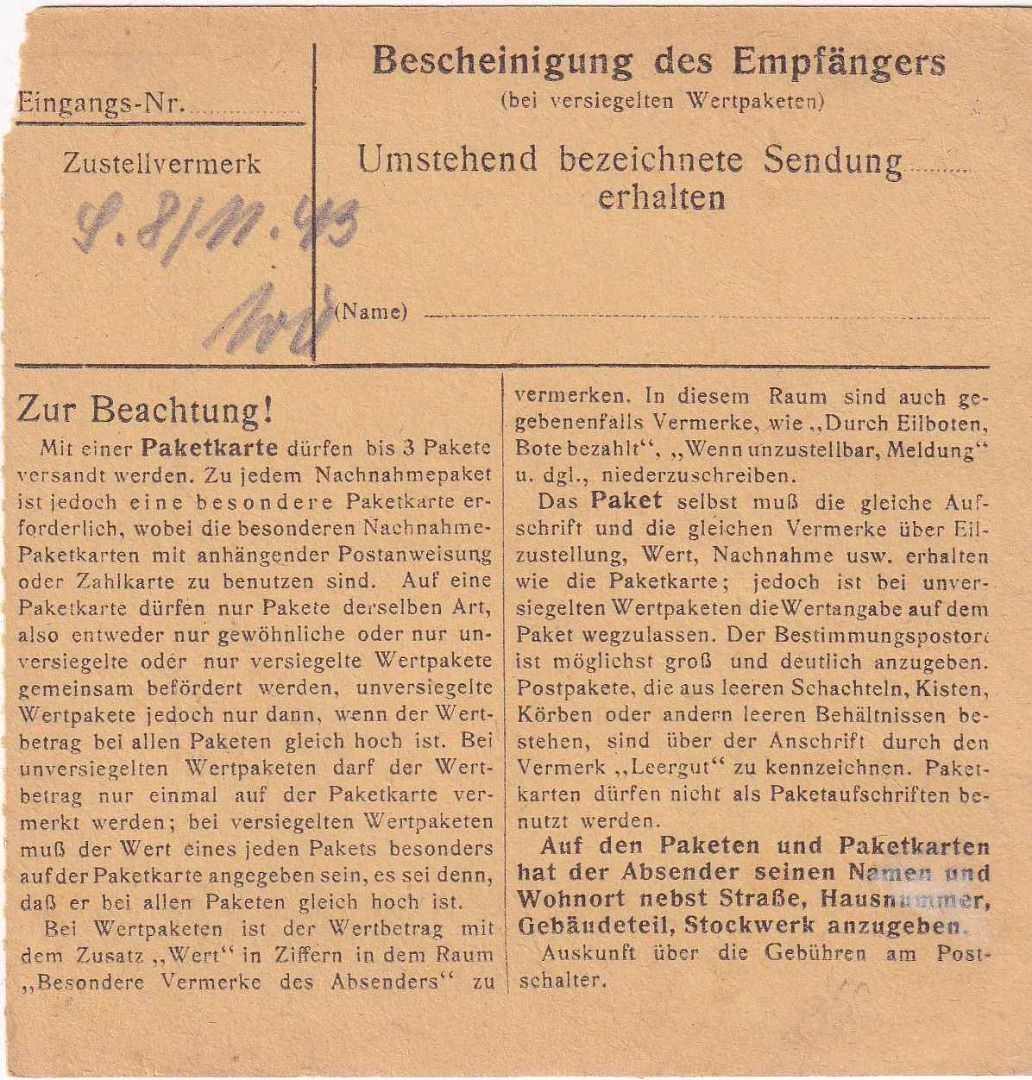 Eingangs-Nr.
Zustellvermerk
S. 8/11. 43
Bescheinigung des Empfängers
(bei versiegelten Wertpaketen)
Umstehend bezeichnete Sendung
erhalten
(Name)
Zur Beachtung!
Mit einer Paketkarte dürfen bis 3 Pakete
versandt werden. Zu jedem Nachnahmepaket
ist jedoch eine besondere Paketkarte er-
forderlich, wobei die besonderen Nachnahme-
Paketkarten mit anhängender Postanweisung
oder Zahlkarte zu benutzen sind. Auf eine
Paketkarte dürfen nur Pakete derselben Art,
also entweder nur gewöhnliche oder nur un-
versiegelte oder nur versiegelte Wertpakete
gemeinsam befördert werden, unversiegelte
Wertpakete jedoch nur dann, wenn der Wert-
betrag bei allen Paketen gleich hoch ist. Bei
unversiegelten Wertpaketen darf der Wert-
betrag nur einmal auf der Paketkarte ver-
merkt werden; bei versiegelten Wertpaketen
muß der Wert eines jeden Pakets besonders
auf der Paketkarte angegeben sein, es sei denn,
daß er bei allen Paketen gleich hoch ist.
Bei Wertpaketen ist der Wertbetrag mit
dem Zusatz „Wert“ in Ziffern in dem Raum
„Besondere Vermerke des Absenders“ zu
vermerken. In diesem Raum sind auch ge-
gebenenfalls Vermerke, wie „Durch Eilboten,
Bote bezahlt“, „Wenn unzustellbar, Meldung“
u. dgl., niederzuschreiben.
Das Paket selbst muß die gleiche Auf-
schrift und die gleichen Vermerke über Eil-
zustellung, Wert, Nachnahme usw. erhalten
wie die Paketkarte; jedoch ist bei unver-
siegelten Wertpaketen die Wertangabe auf dem
Paket wegzulassen. Der Bestimmungspostort
ist möglichst groß und deutlich anzugeben.
Postpakete, die aus leeren Schachteln, Kisten,
Körben oder andern leeren Behältnissen be-
stehen, sind über der Anschrift durch den
Vermerk „Leergut“ zu kennzeichnen. Paket-
karten dürfen nicht als Paketaufschriften be-
nutzt werden.
Auf den Paketen und Paketkarten
hat der Absender seinen Namen und
Wohnort nebst Straße, Hausnummer,
Gebäudeteil, Stockwerk anzugeben.
Auskunft über die Gebühren am Post-
schalter.